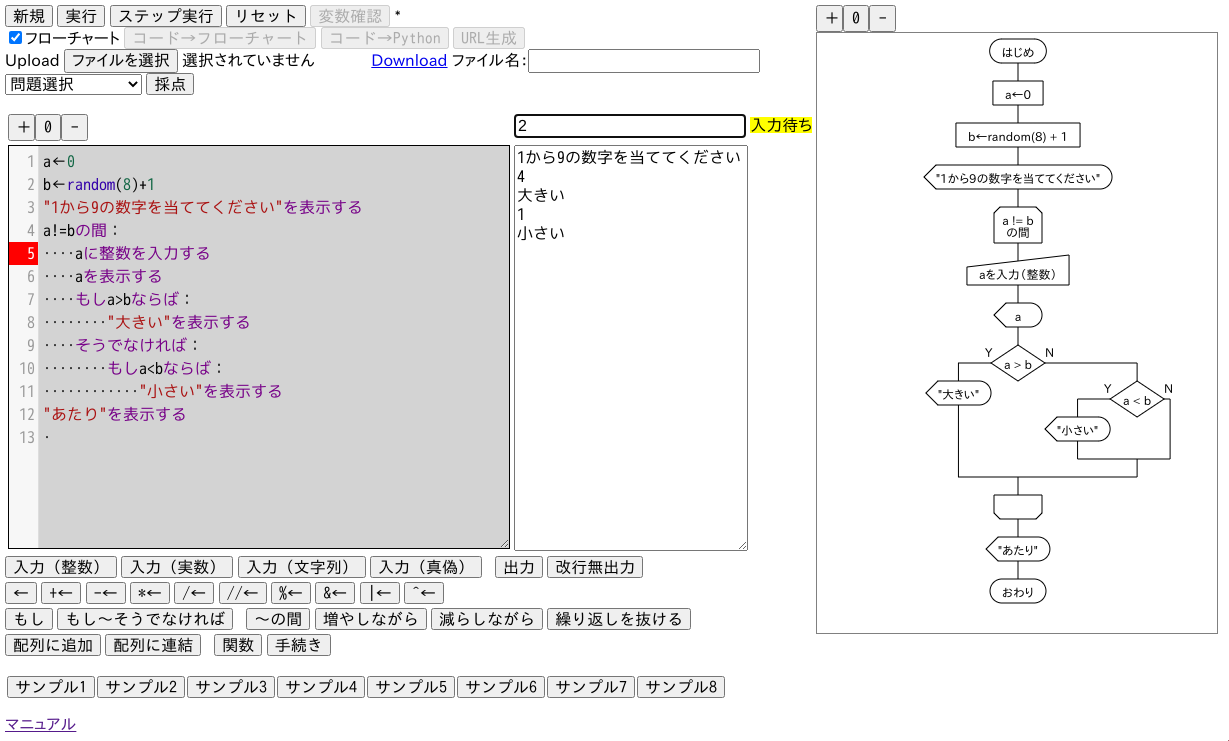 新規 実行 ステップ実行 リセット 変数確認 *
フローチャート コード→フローチャート コード→Python URL生成
Upload ファイルを選択 選択されていません Download ファイル名:
問題選択 採点
+ 0 -
2 入力待ち
1 a←0
2 b←random(8)+1
3 "1から9の数字を当ててください"を表示する
4 a!=bの間：
5 ････aに整数を入力する
6 ････aを表示する
7 ････もしa>bならば：
8 ････････"大きい"を表示する
9 ････そうでなければ：
10 ････････もしa<bならば：
11 ････････････"小さい"を表示する
12 "あたり"を表示する
13 ･
1から9の数字を当ててください
4
大きい
1
小さい
入力（整数） 入力（実数） 入力（文字列） 入力（真偽） 出力 改行無出力
← +← -← *← /← //← %← &← |← ^←
もし もし～そうでなければ ～の間 増やしながら 減らしながら 繰り返しを抜ける
配列に追加 配列に連結 関数 手続き
サンプル1 サンプル2 サンプル3 サンプル4 サンプル5 サンプル6 サンプル7 サンプル8
マニュアル
+ 0 -
はじめ
a←0
b←random(8) + 1
"1から9の数字を当ててください"
a != b
の間
aを入力（整数）
a
Y a > b N
"大きい"
Y a < b N
"小さい"
"あたり"
おわり